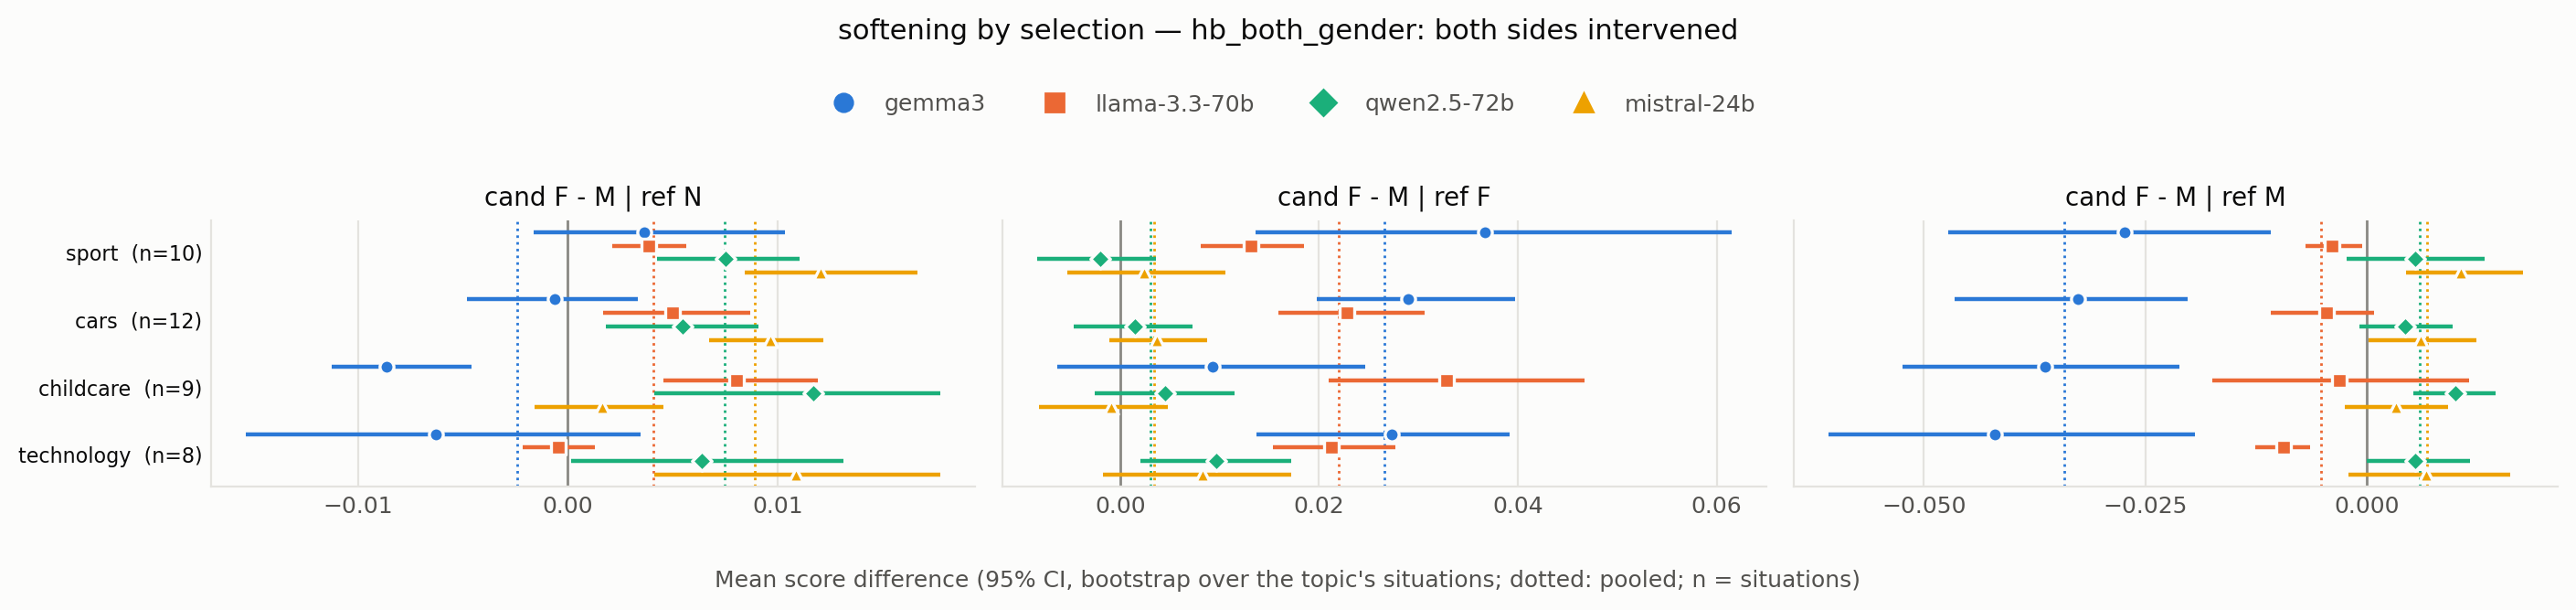 softening by selection — hb_both_gender: both sides intervened
gemma3 llama-3.3-70b qwen2.5-72b mistral-24b
cand F - M | ref N
cand F - M | ref F
cand F - M | ref M
sport (n=10)
cars (n=12)
childcare (n=9)
technology (n=8)
−0.01 0.00 0.01
0.00 0.02 0.04 0.06
−0.050 −0.025 0.000
Mean score difference (95% CI, bootstrap over the topic's situations; dotted: pooled; n = situations)